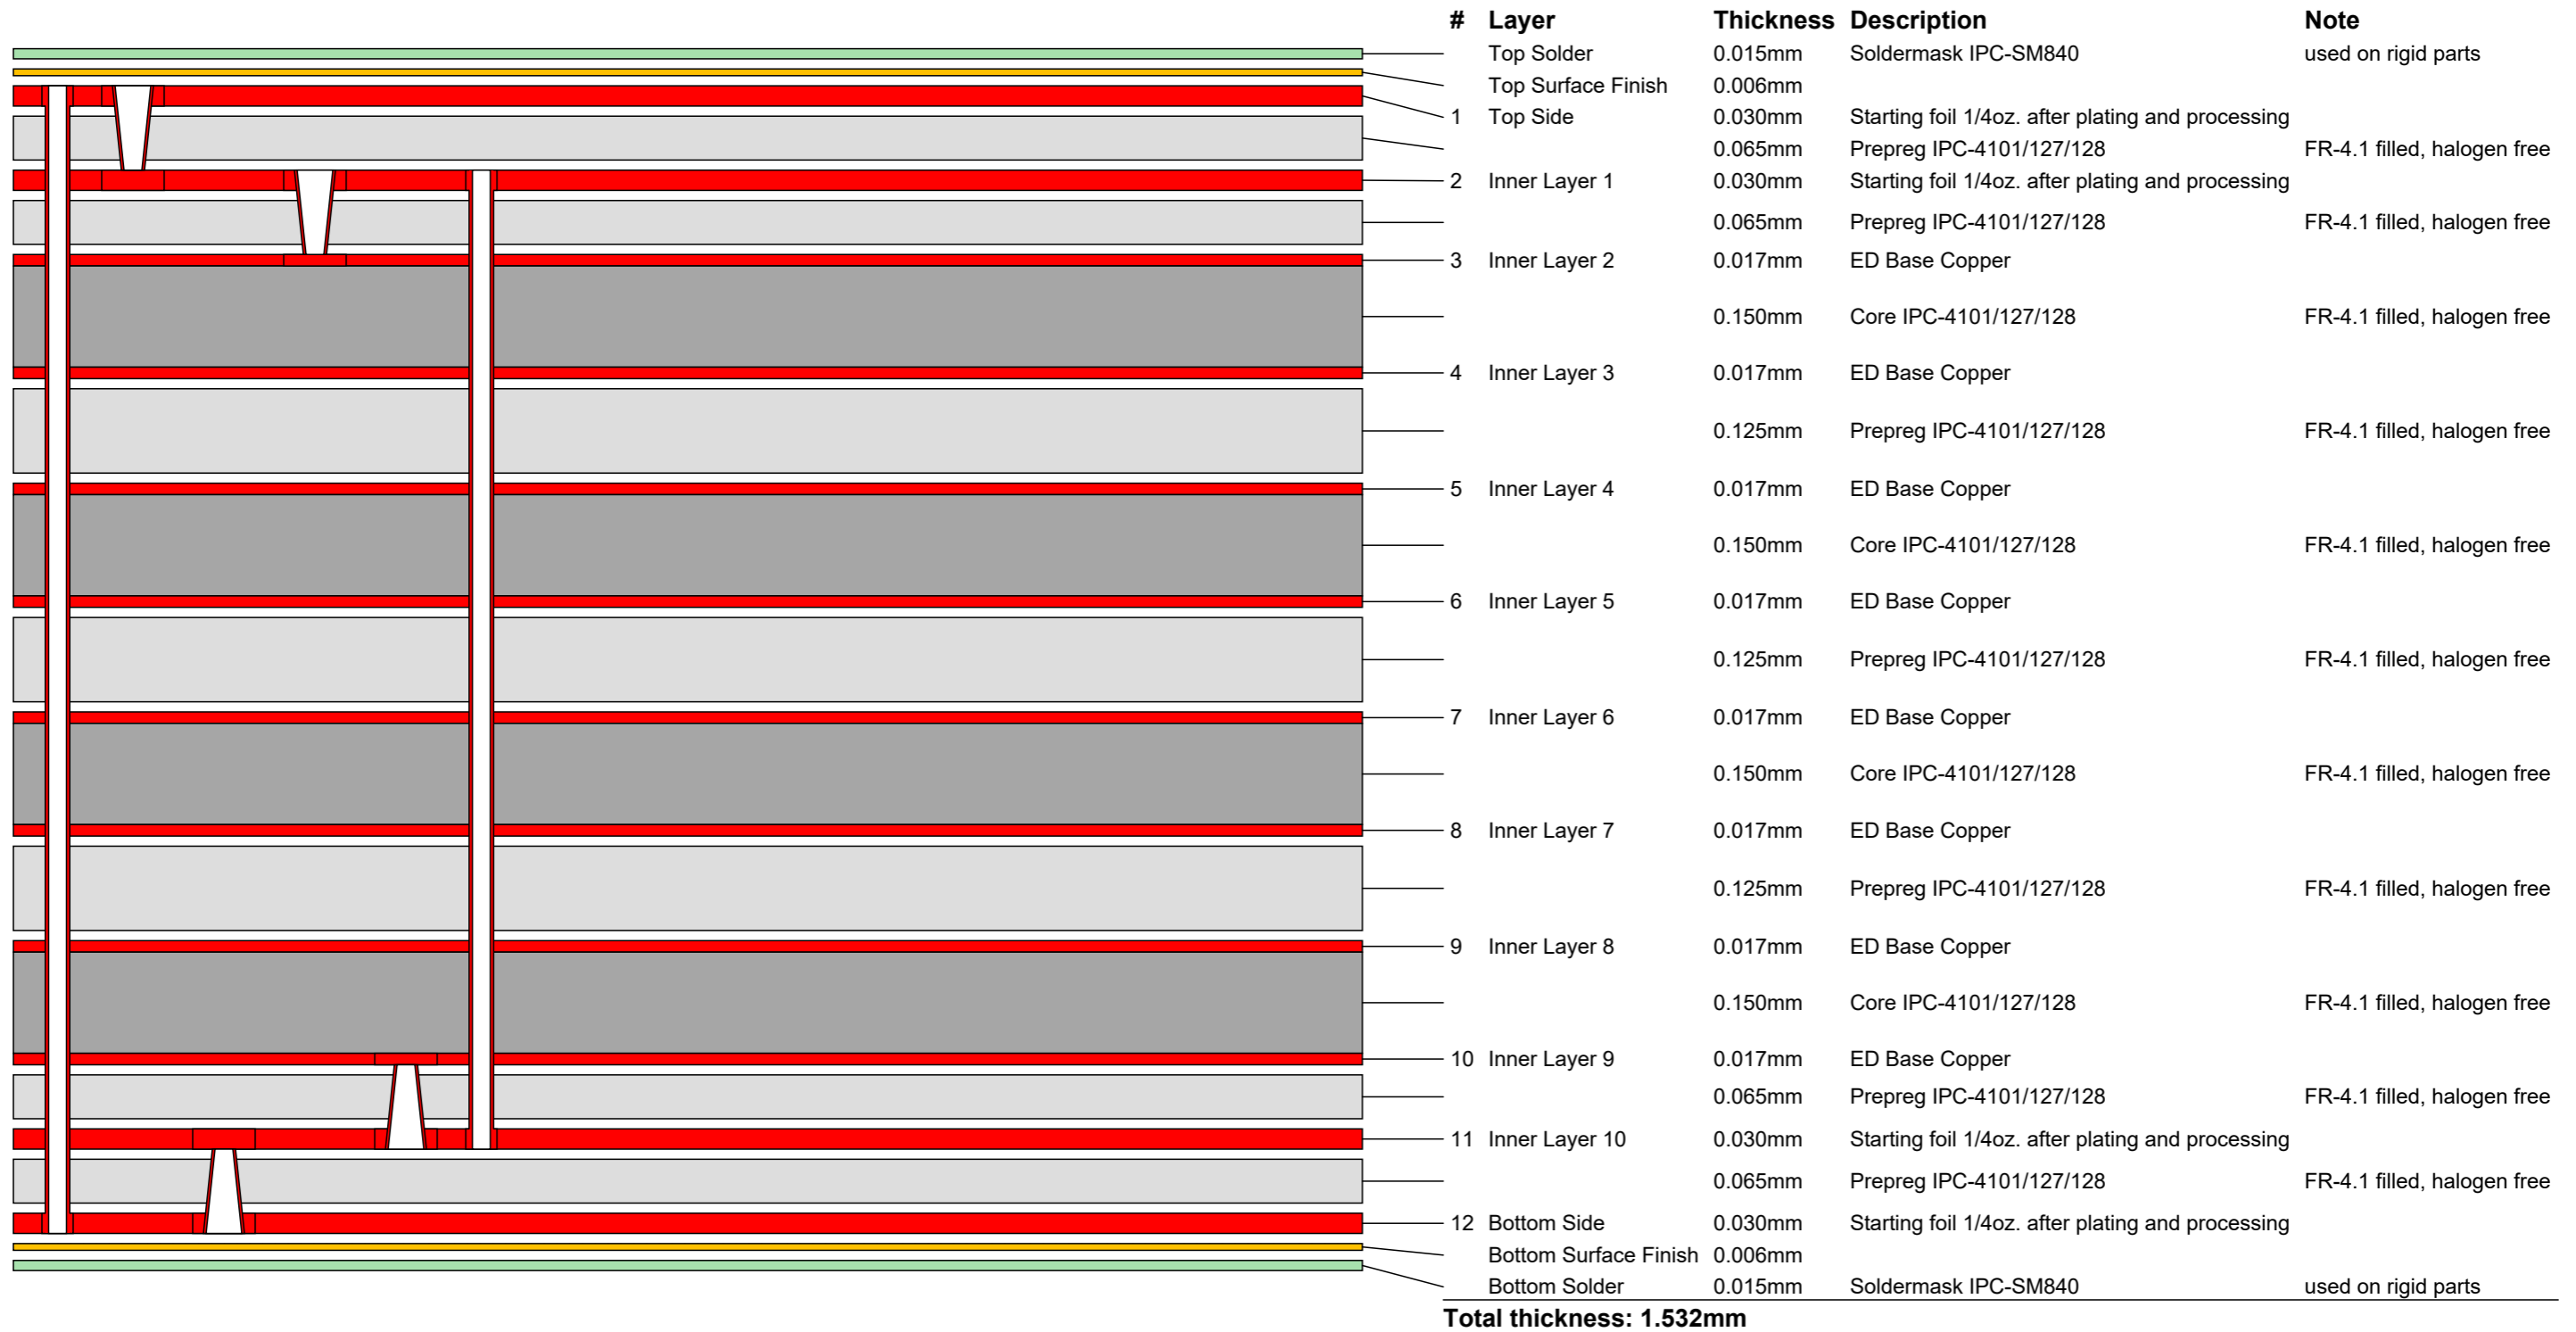 # Layer Thickness Description Note
Top Solder 0.015mm Soldermask IPC-SM840 used on rigid parts
Top Surface Finish 0.006mm
1 Top Side 0.030mm Starting foil 1/4oz. after plating and processing
0.065mm Prepreg IPC-4101/127/128 FR-4.1 filled, halogen free
2 Inner Layer 1 0.030mm Starting foil 1/4oz. after plating and processing
0.065mm Prepreg IPC-4101/127/128 FR-4.1 filled, halogen free
3 Inner Layer 2 0.017mm ED Base Copper
0.150mm Core IPC-4101/127/128 FR-4.1 filled, halogen free
4 Inner Layer 3 0.017mm ED Base Copper
0.125mm Prepreg IPC-4101/127/128 FR-4.1 filled, halogen free
5 Inner Layer 4 0.017mm ED Base Copper
0.150mm Core IPC-4101/127/128 FR-4.1 filled, halogen free
6 Inner Layer 5 0.017mm ED Base Copper
0.125mm Prepreg IPC-4101/127/128 FR-4.1 filled, halogen free
7 Inner Layer 6 0.017mm ED Base Copper
0.150mm Core IPC-4101/127/128 FR-4.1 filled, halogen free
8 Inner Layer 7 0.017mm ED Base Copper
0.125mm Prepreg IPC-4101/127/128 FR-4.1 filled, halogen free
9 Inner Layer 8 0.017mm ED Base Copper
0.150mm Core IPC-4101/127/128 FR-4.1 filled, halogen free
10 Inner Layer 9 0.017mm ED Base Copper
0.065mm Prepreg IPC-4101/127/128 FR-4.1 filled, halogen free
11 Inner Layer 10 0.030mm Starting foil 1/4oz. after plating and processing
0.065mm Prepreg IPC-4101/127/128 FR-4.1 filled, halogen free
12 Bottom Side 0.030mm Starting foil 1/4oz. after plating and processing
Bottom Surface Finish 0.006mm
Bottom Solder 0.015mm Soldermask IPC-SM840 used on rigid parts
Total thickness: 1.532mm